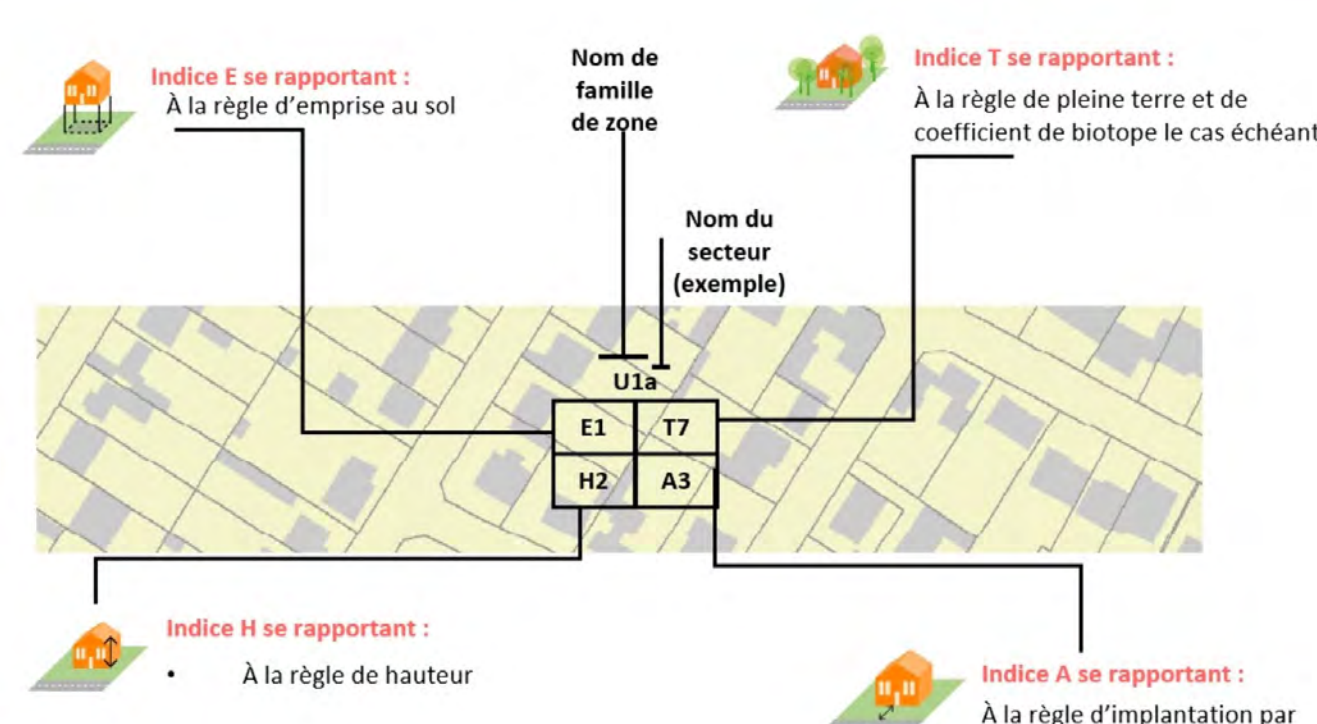 Indice E se rapportant :
À la règle d’emprise au sol
Nom de
famille
de zone
Indice T se rapportant :
À la règle de pleine terre et de
coefficient de biotope le cas échéant
Nom du
secteur
(exemple)
U1a
E1 T7
H2 A3
Indice H se rapportant :
• À la règle de hauteur
Indice A se rapportant :
À la règle d’implantation par